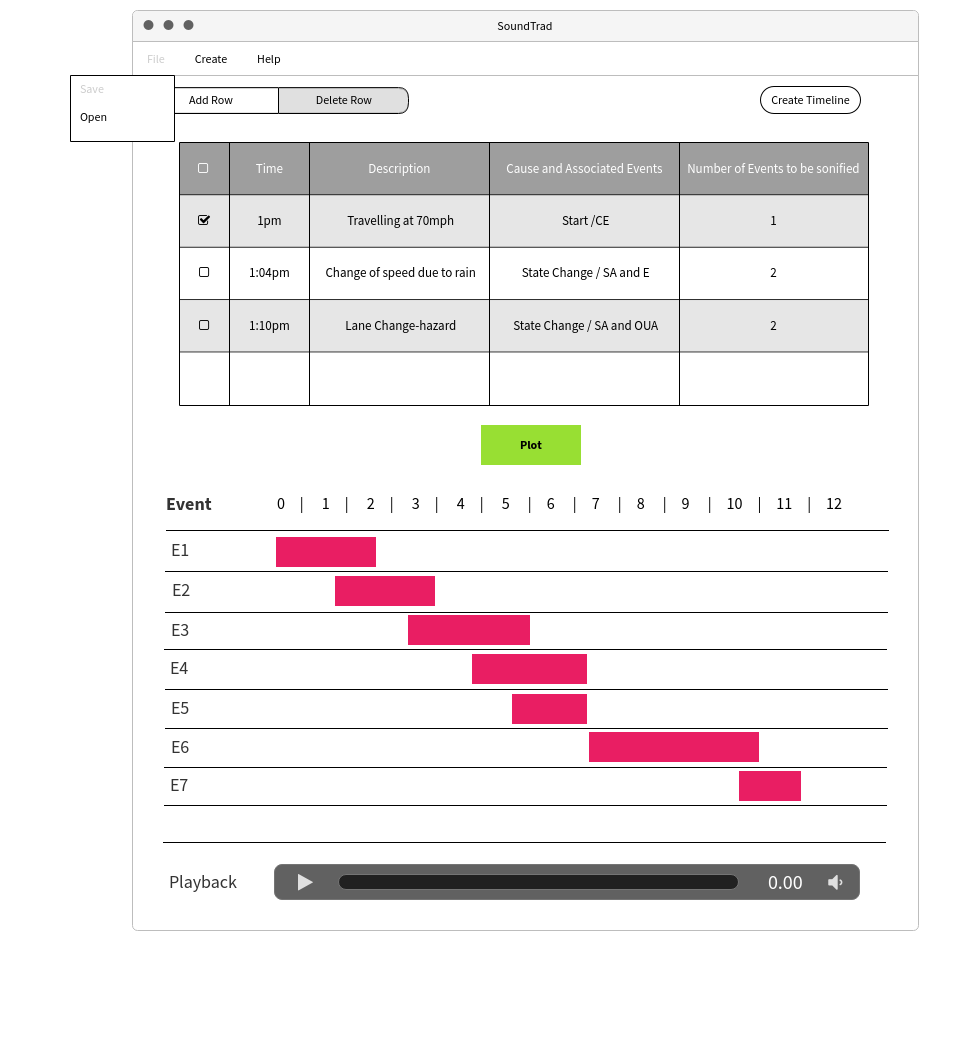 SoundTrad
File Create Help
Save
Open
Add Row Delete Row Create Timeline
Time Description Cause and Associated Events Number of Events to be sonified
1pm Travelling at 70mph Start /CE 1
1:04pm Change of speed due to rain State Change / SA and E 2
1:10pm Lane Change-hazard State Change / SA and OUA 2
Plot
Event 0 | 1 | 2 | 3 | 4 | 5 | 6 | 7 | 8 | 9 | 10 | 11 | 12
E1
E2
E3
E4
E5
E6
E7
Playback 0.00